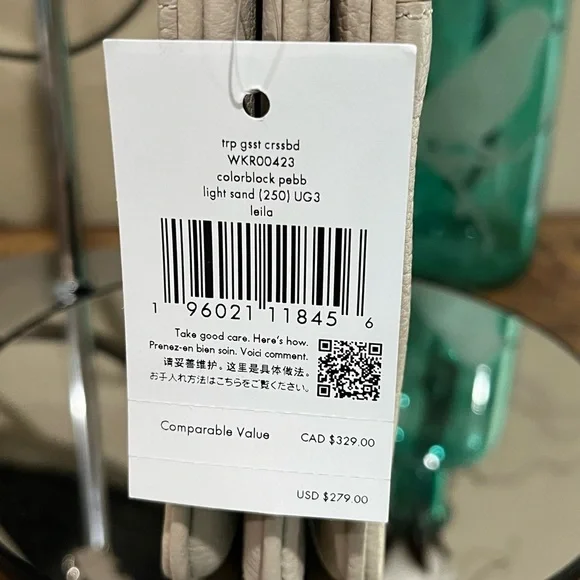 trp gsst crssbd
WKR00423
colorblock pebb
light sand (250) UG3
leila
1 96021 11845 6
Take good care. Here's how.
Prenez-en bien soin. Voici comment.
请妥善维护。这里是具体做法。
お手入れ方法はこちらをご覧ください。
Comparable Value CAD $329.00
USD $279.00